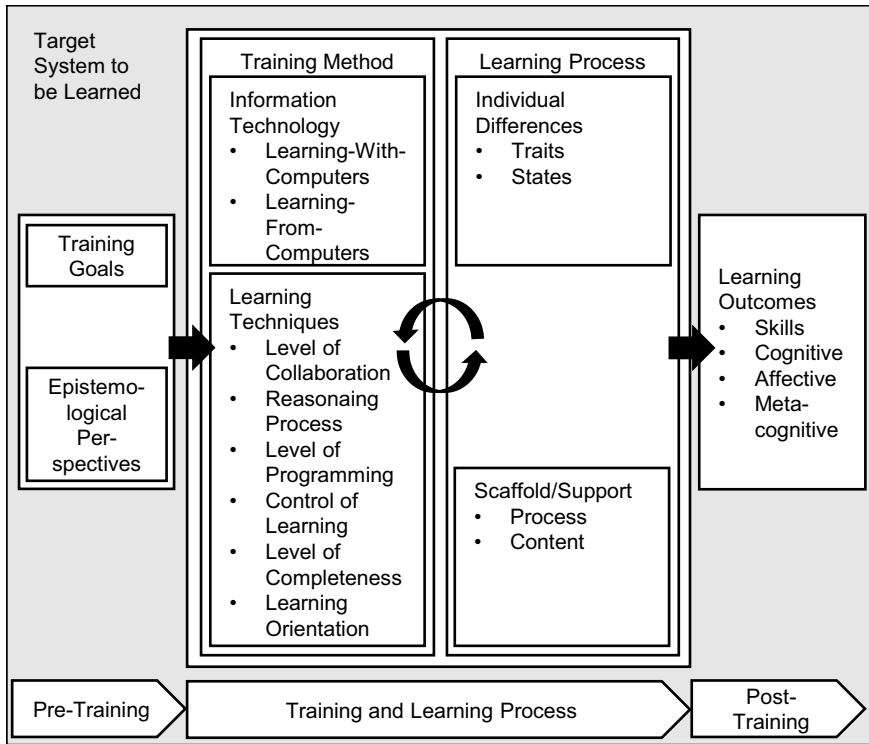 Target
System to
be Learned
Training
Goals
Epistemo-
logical
Per-
spectives
Training Method
Information
Technology
• Learning-With-
Computers
• Learning-
From-
Computers
Learning
Techniques
• Level of
Collaboration
• Reasonaing
Process
• Level of
Programming
• Control of
Learning
• Level of
Completeness
• Learning
Orientation
Learning Process
Individual
Differences
• Traits
• States
Scaffold/Support
• Process
• Content
Learning
Outcomes
• Skills
• Cognitive
• Affective
• Meta-
cognitive
Pre-Training
Training and Learning Process
Post-
Training